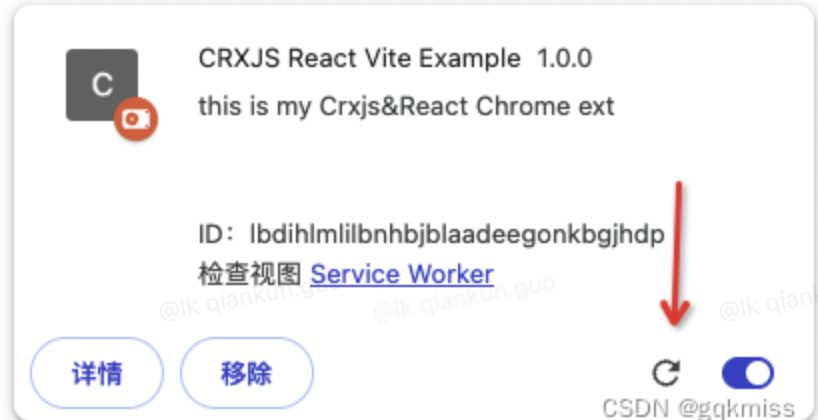 C
CRXJS React Vite Example 1.0.0
this is my Crxjs&React Chrome ext
ID：lbdihlmlilbnhbjblaadeegonkbgjhdp
检查视图 Service Worker
@lk qiankun.guo
@lk qiankun.guo
@lk qian
详情
移除
CSDN @gqkmiss